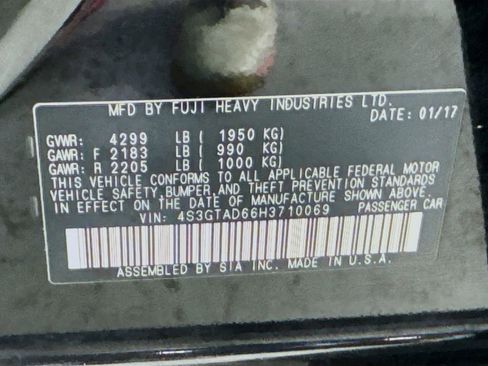 MFD BY FUJI HEAVY INDUSTRIES LTD.
DATE: 01/17
GVWR: 4299 LB ( 1950 KG)
GAWR: F 2183 LB ( 990 KG)
GAWR: R 2205 LB ( 1000 KG)
THIS VEHICLE CONFORMS TO ALL APPLICABLE FEDERAL MOTOR
VEHICLE SAFETY, BUMPER, AND THEFT PREVENTION STANDARDS
IN EFFECT ON THE DATE OF MANUFACTURE SHOWN ABOVE.
VIN: 4S3GTAD66H3710069 PASSENGER CAR
ASSEMBLED BY SIA INC. MADE IN U.S.A.